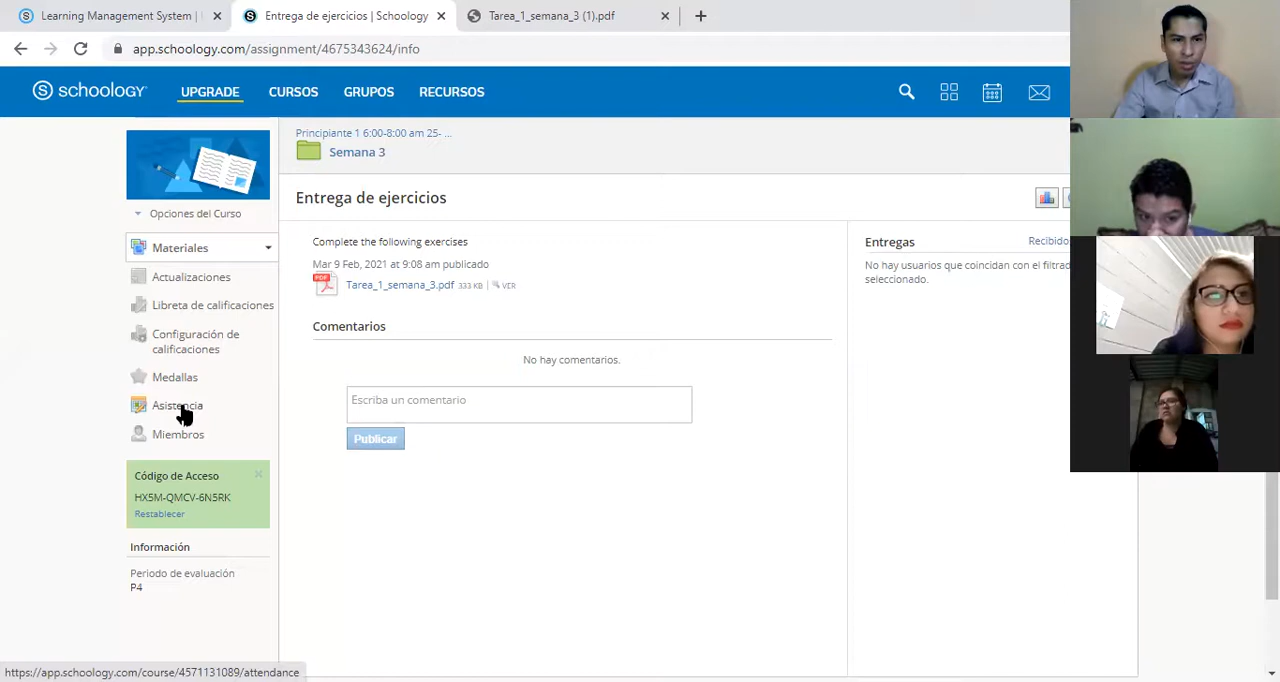 Learning Management System |
Entrega de ejercicios | Schoology
Tarea_1_semana_3 (1).pdf
app.schoology.com/assignment/4675343624/info
S schoology
UPGRADE
CURSOS
GRUPOS
RECURSOS
Principiante 1 6:00-8:00 am 25- ...
Semana 3
Opciones del Curso
Entrega de ejercicios
Materiales
Actualizaciones
Libreta de calificaciones
Configuración de
calificaciones
Medallas
Asistencia
Miembros
Código de Acceso
HX5M-QMCV-6N5RK
Restablecer
Información
Periodo de evaluación
P4
Complete the following exercises
Mar 9 Feb, 2021 at 9:08 am publicado
PDF
Tarea_1_semana_3.pdf 333 KB | VER
Comentarios
No hay comentarios.
Escriba un comentario
Publicar
Entregas
Recibido
No hay usuarios que coincidan con el filtrad
seleccionado.
https://app.schoology.com/course/4571131089/attendance